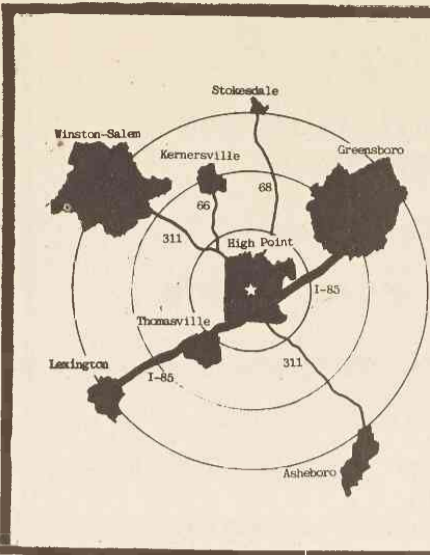 Stokesdale
Winston-Salem
Kernersville
Greensboro
68
66
311
High Point
I-85
Thomasville
Lexington
I-85
311
Asheboro